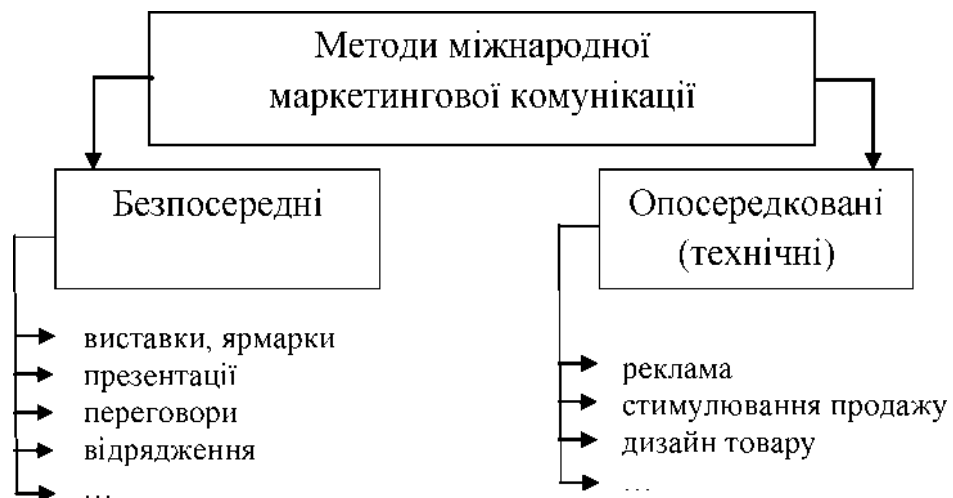 Методи міжнародної
маркетингової комунікації
Безпосередні
виставки, ярмарки
презентації
переговори
відрядження
...
Опосередковані
(технічні)
реклама
стимулювання продажу
дизайн товару
...